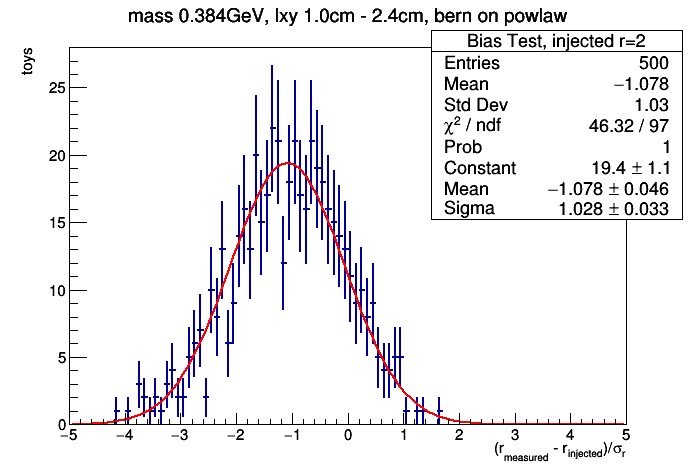 mass 0.384GeV, lxy 1.0cm - 2.4cm, bern on powlaw
toys
Bias Test, injected r=2
Entries 500
Mean −1.078
Std Dev 1.03
χ² / ndf 46.32 / 97
Prob 1
Constant 19.4 ± 1.1
Mean −1.078 ± 0.046
Sigma 1.028 ± 0.033
25
20
15
10
5
0
−5 −4 −3 −2 −1 0 1 2 3 4 5
(r_measured - r_injected)/σ_r